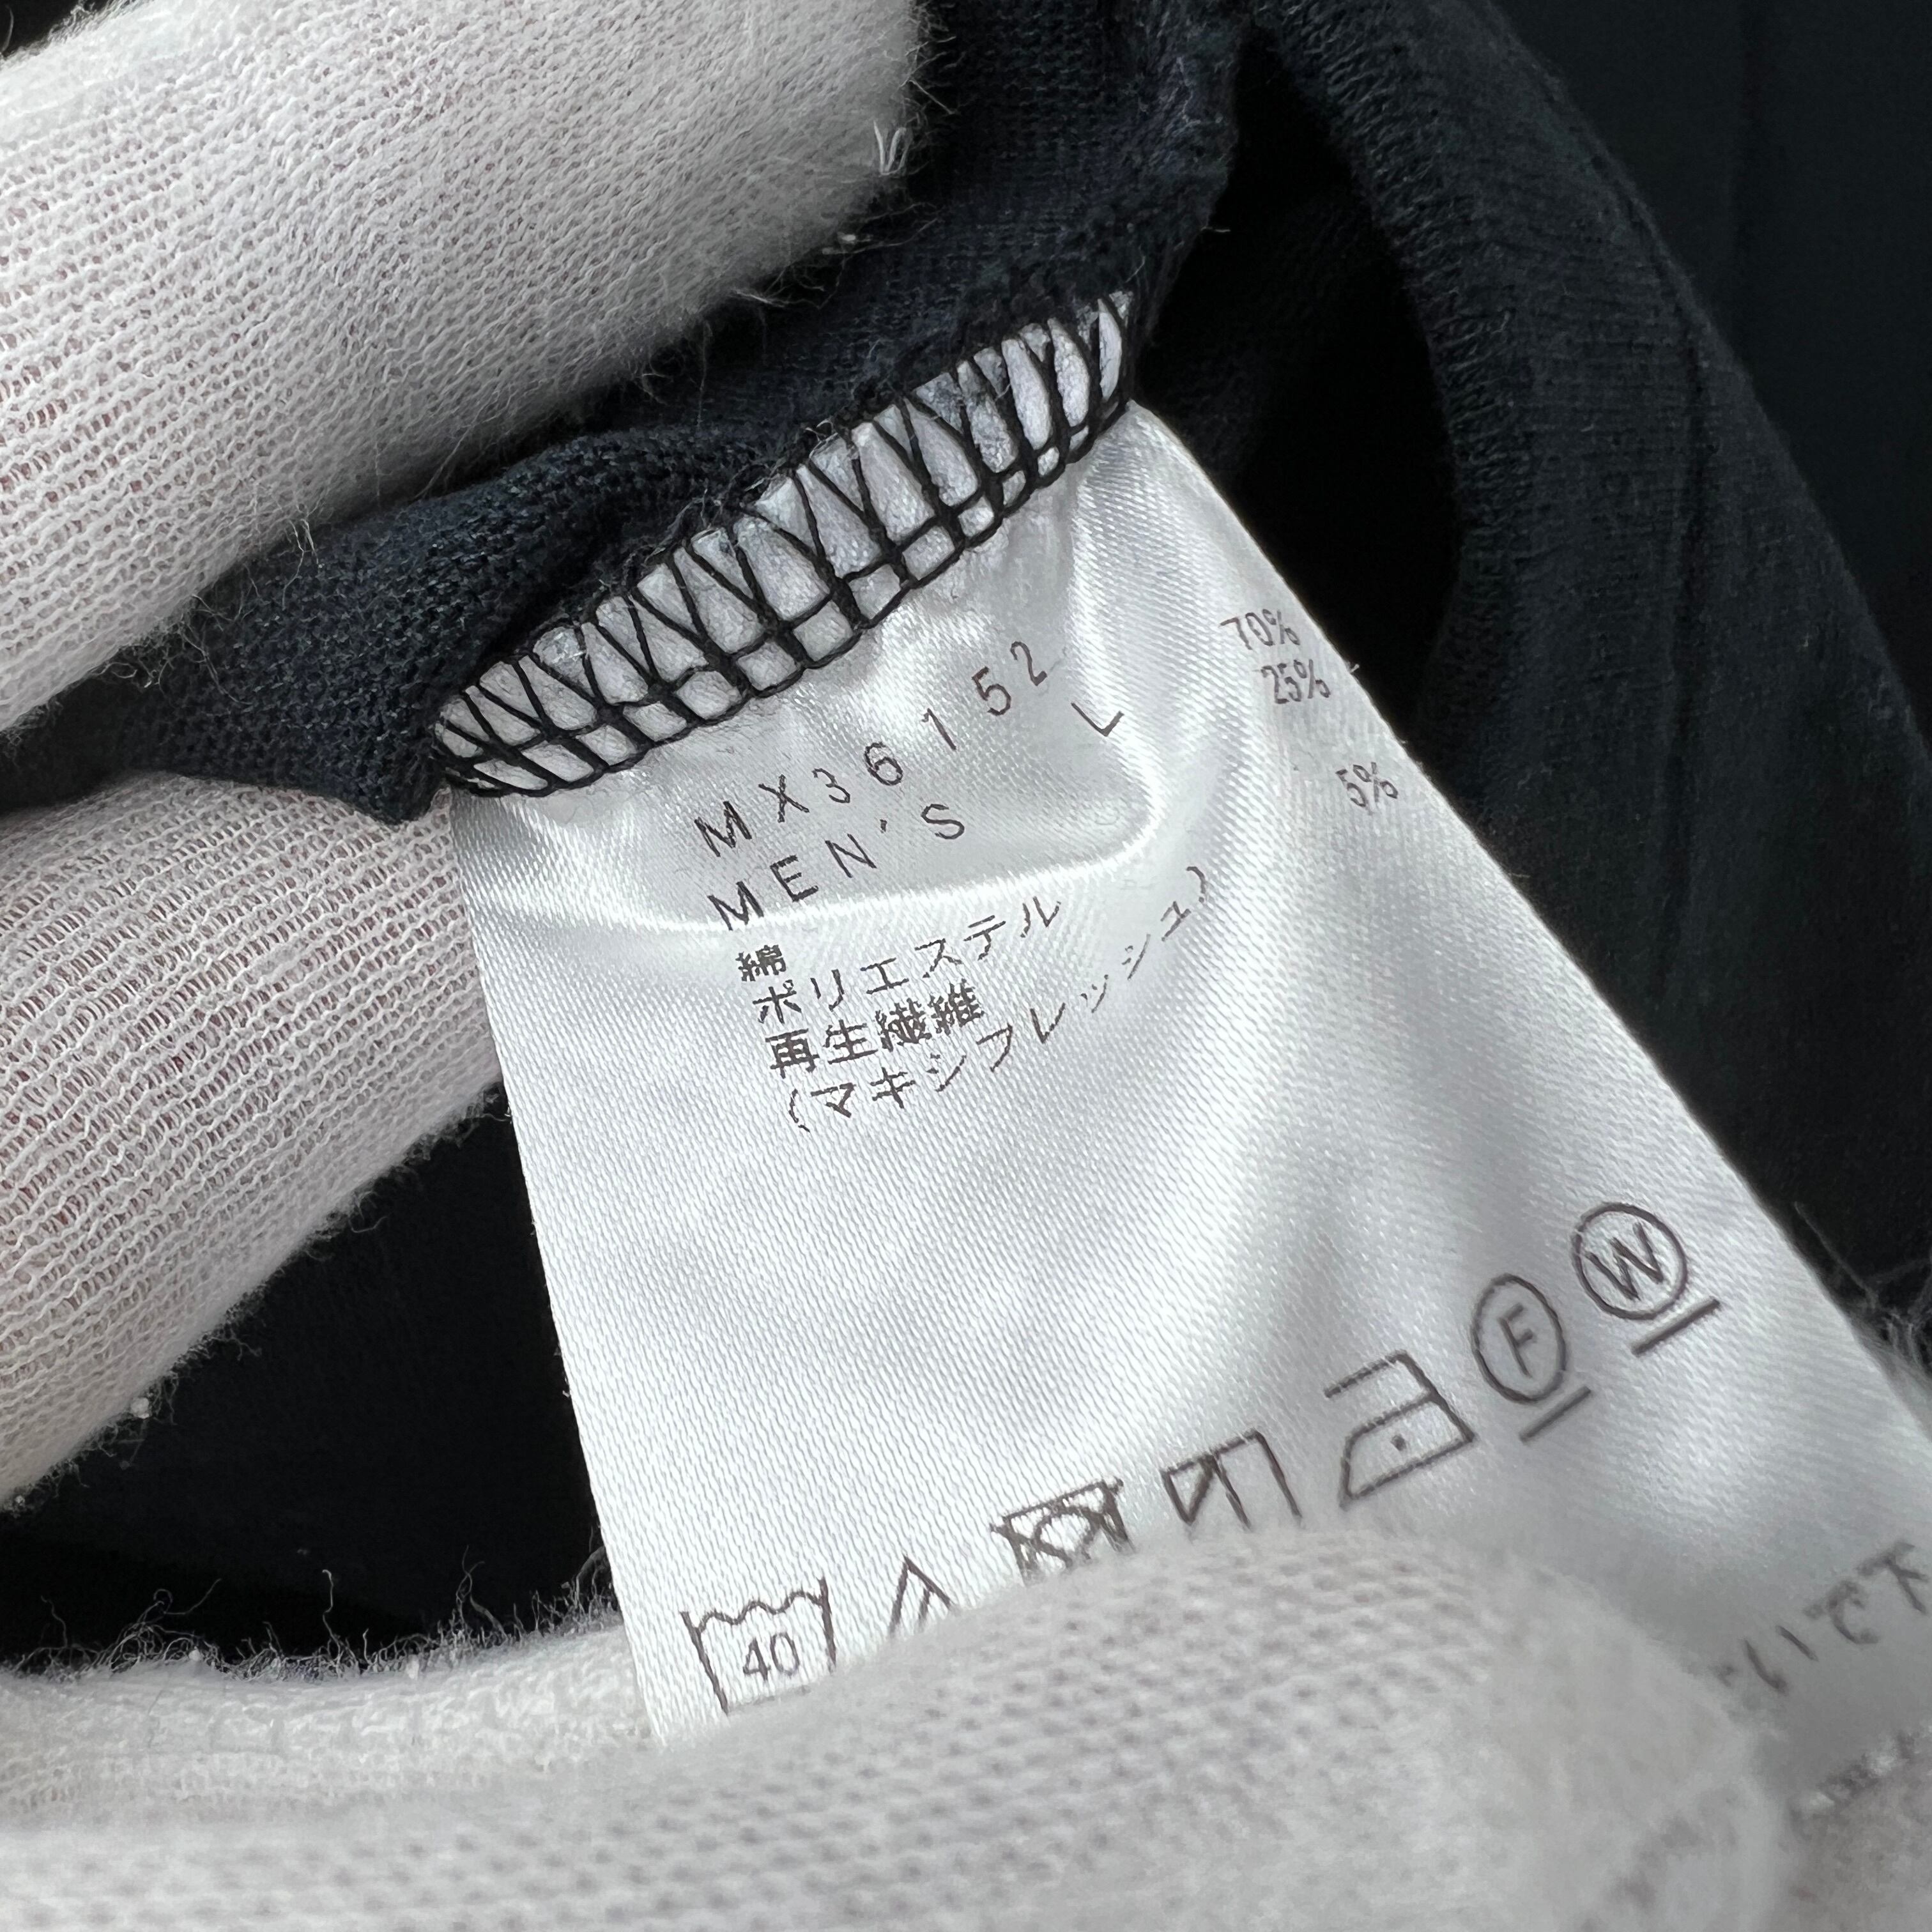 MX36152 L
MEN'S
綿 70%
ポリエステル 25%
再生繊維
(マキシフレッシュ) 5%
40
F
W